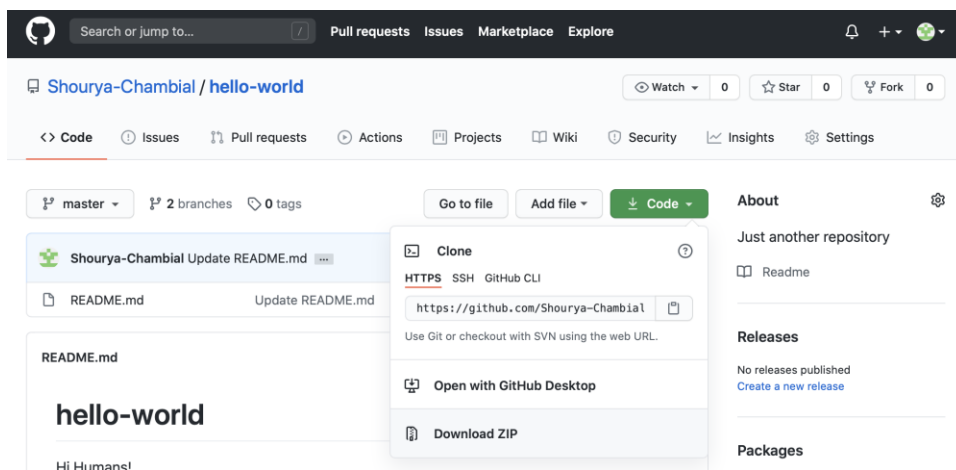 Search or jump to... /
Pull requests Issues Marketplace Explore
Shourya-Chambial / hello-world
Watch 0 Star 0 Fork 0
Code Issues Pull requests Actions Projects Wiki Security Insights Settings
master 2 branches 0 tags
Go to file Add file Code
Shourya-Chambial Update README.md ...
README.md Update README.md
Clone
HTTPS SSH GitHub CLI
https://github.com/Shourya-Chambial
Use Git or checkout with SVN using the web URL.
Open with GitHub Desktop
Download ZIP
README.md
hello-world
Hi Humans!
About
Just another repository
Readme
Releases
No releases published
Create a new release
Packages